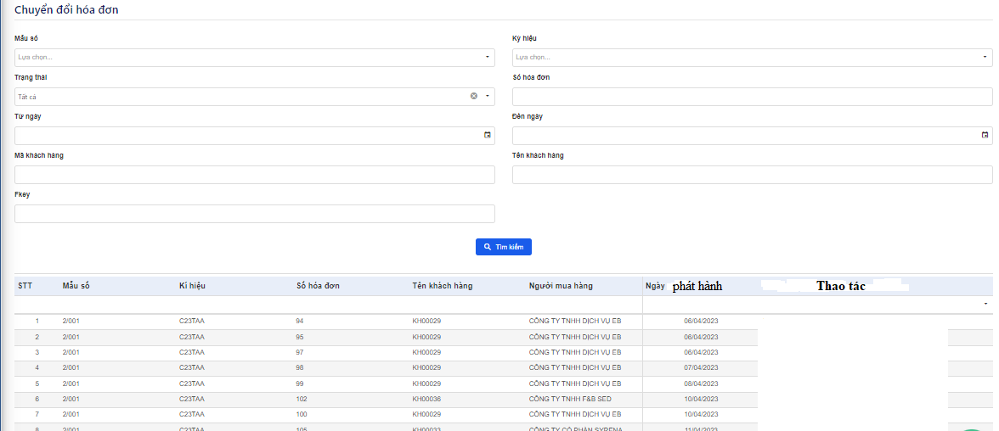 Chuyển đổi hóa đơn
Mẫu số Ký hiệu
Lựa chọn... Lựa chọn...
Trạng thái Số hóa đơn
Tất cả
Từ ngày Đến ngày
Mã khách hàng Tên khách hàng
Fkey
Tìm kiếm
STT Mẫu số Kí hiệu Số hóa đơn Tên khách hàng Người mua hàng Ngày phát hành Thao tác
1 2/001 C23TAA 94 KH00029 CÔNG TY TNHH DỊCH VỤ EB 06/04/2023
2 2/001 C23TAA 95 KH00029 CÔNG TY TNHH DỊCH VỤ EB 06/04/2023
3 2/001 C23TAA 97 KH00029 CÔNG TY TNHH DỊCH VỤ EB 06/04/2023
4 2/001 C23TAA 98 KH00029 CÔNG TY TNHH DỊCH VỤ EB 07/04/2023
5 2/001 C23TAA 99 KH00029 CÔNG TY TNHH DỊCH VỤ EB 08/04/2023
6 2/001 C23TAA 102 KH00036 CÔNG TY TNHH F&B SED 10/04/2023
7 2/001 C23TAA 100 KH00029 CÔNG TY TNHH DỊCH VỤ EB 10/04/2023
8 2/001 C23TAA 105 KH00033 CÔNG TY CỔ PHẦN SYRENA 11/04/2023